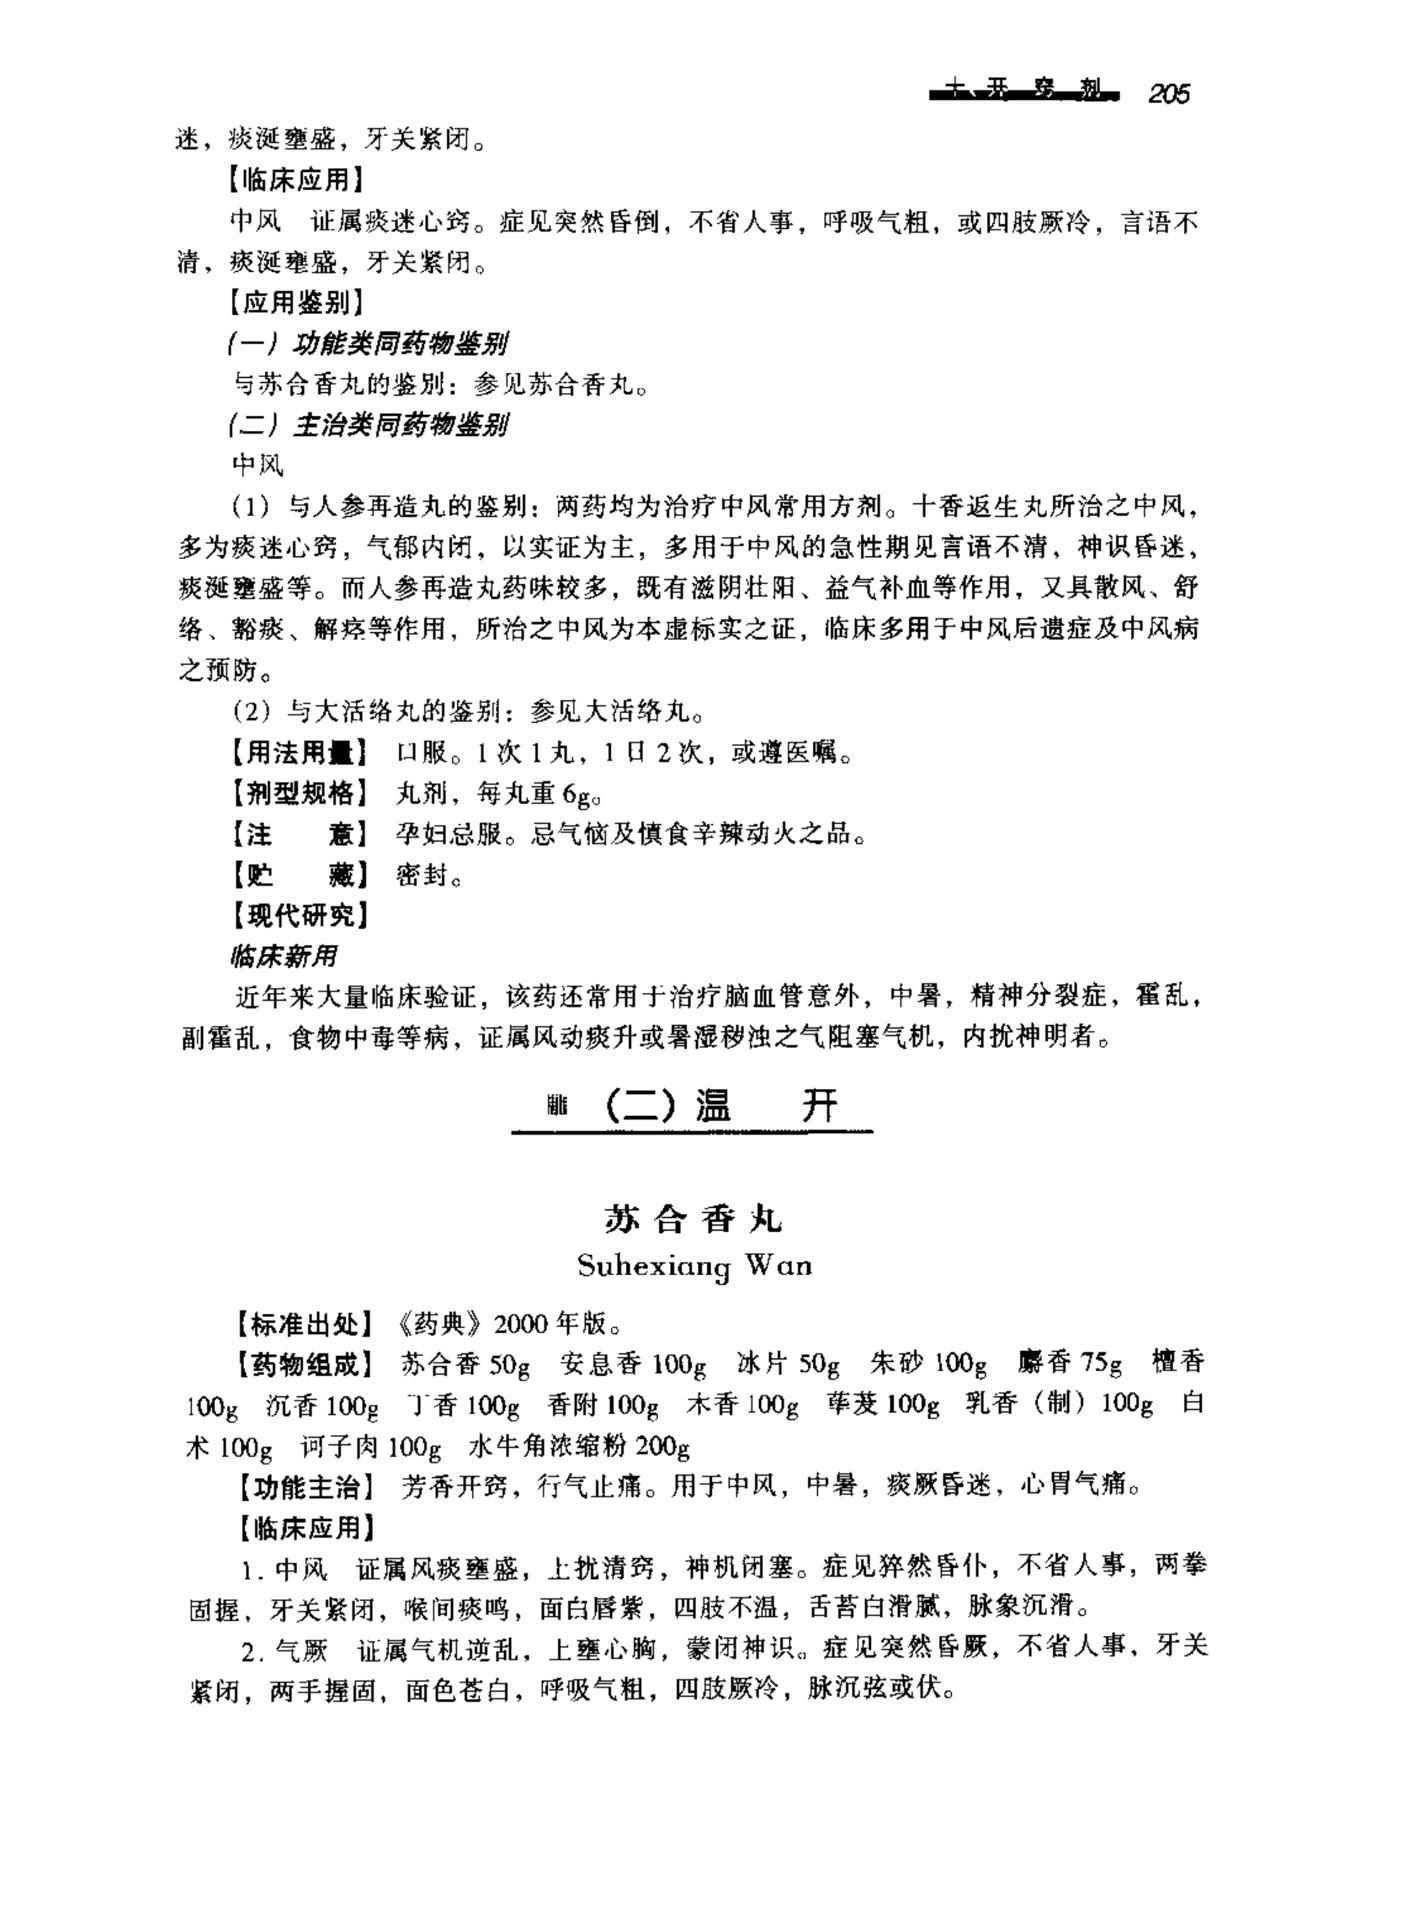 十、开窍剂 205
迷，痰涎壅盛，牙关紧闭。
【临床应用】
中风 证属痰迷心窍。症见突然昏倒，不省人事，呼吸气粗，或四肢厥冷，言语不
清，痰涎壅盛，牙关紧闭。
【应用鉴别】
(一) 功能类同药物鉴别
与苏合香丸的鉴别：参见苏合香丸。
(二) 主治类同药物鉴别
中风
(1) 与人参再造丸的鉴别：两药均为治疗中风常用方剂。十香返生丸所治之中风，
多为痰迷心窍，气郁内闭，以实证为主，多用于中风的急性期见言语不清，神识昏迷，
痰涎壅盛等。而人参再造丸药味较多，既有滋阴壮阳、益气补血等作用，又具散风、舒
络、豁痰、解痉等作用，所治之中风为本虚标实之证，临床多用于中风后遗症及中风病
之预防。
(2) 与大活络丸的鉴别：参见大活络丸。
【用法用量】 口服。1次1丸，1日2次，或遵医嘱。
【剂型规格】 丸剂，每丸重6g。
【注 意】 孕妇忌服。忌气恼及慎食辛辣动火之品。
【贮 藏】 密封。
【现代研究】
临床新用
近年来大量临床验证，该药还常用于治疗脑血管意外，中暑，精神分裂症，霍乱，
副霍乱，食物中毒等病，证属风动痰升或暑湿秽浊之气阻塞气机，内扰神明者。
(二) 温 开
苏合香丸
Suhexiang Wan
【标准出处】《药典》2000年版。
【药物组成】 苏合香50g 安息香100g 冰片50g 朱砂100g 麝香75g 檀香
100g 沉香100g 丁香100g 香附100g 木香100g 荜茇100g 乳香（制）100g 白
术100g 诃子肉100g 水牛角浓缩粉200g
【功能主治】 芳香开窍，行气止痛。用于中风，中暑，痰厥昏迷，心胃气痛。
【临床应用】
1. 中风 证属风痰壅盛，上扰清窍，神机闭塞。症见猝然昏仆，不省人事，两拳
固握，牙关紧闭，喉间痰鸣，面白唇紫，四肢不温，舌苔白滑腻，脉象沉滑。
2. 气厥 证属气机逆乱，上壅心胸，蒙闭神识。症见突然昏厥，不省人事，牙关
紧闭，两手握固，面色苍白，呼吸气粗，四肢厥冷，脉沉弦或伏。